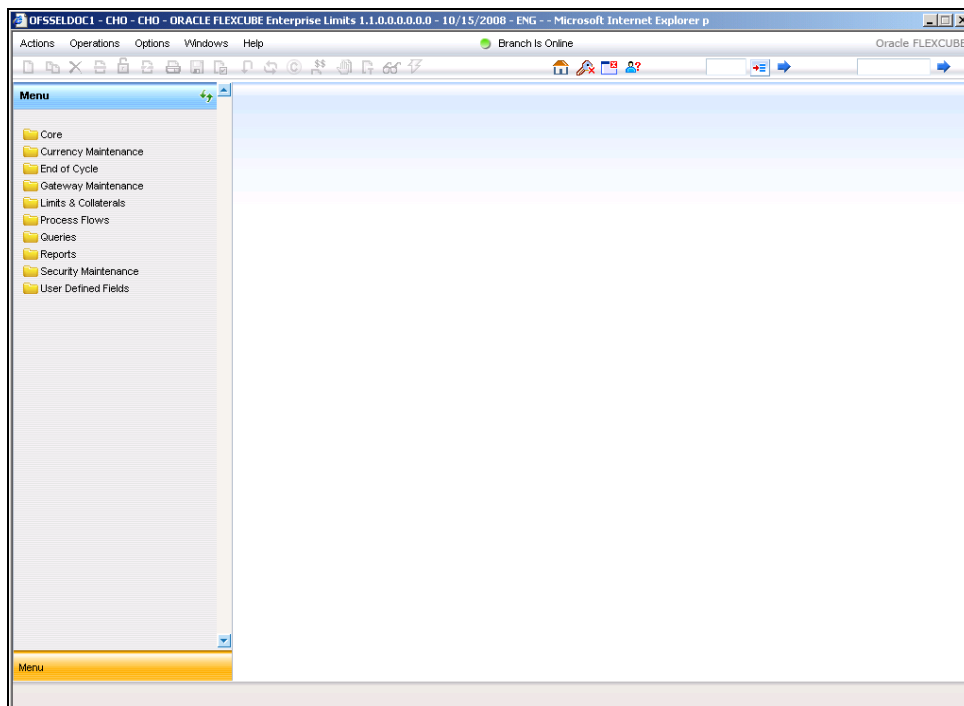 OFSSELDOC1 - CHO - CHO - ORACLE FLEXCUBE Enterprise Limits 1.1.0.0.0.0.0.0 - 10/15/2008 - ENG - - Microsoft Internet Explorer p
Actions Operations Options Windows Help Branch Is Online Oracle FLEXCUBE
Menu
Core
Currency Maintenance
End of Cycle
Gateway Maintenance
Limits & Collaterals
Process Flows
Queries
Reports
Security Maintenance
User Defined Fields
Menu